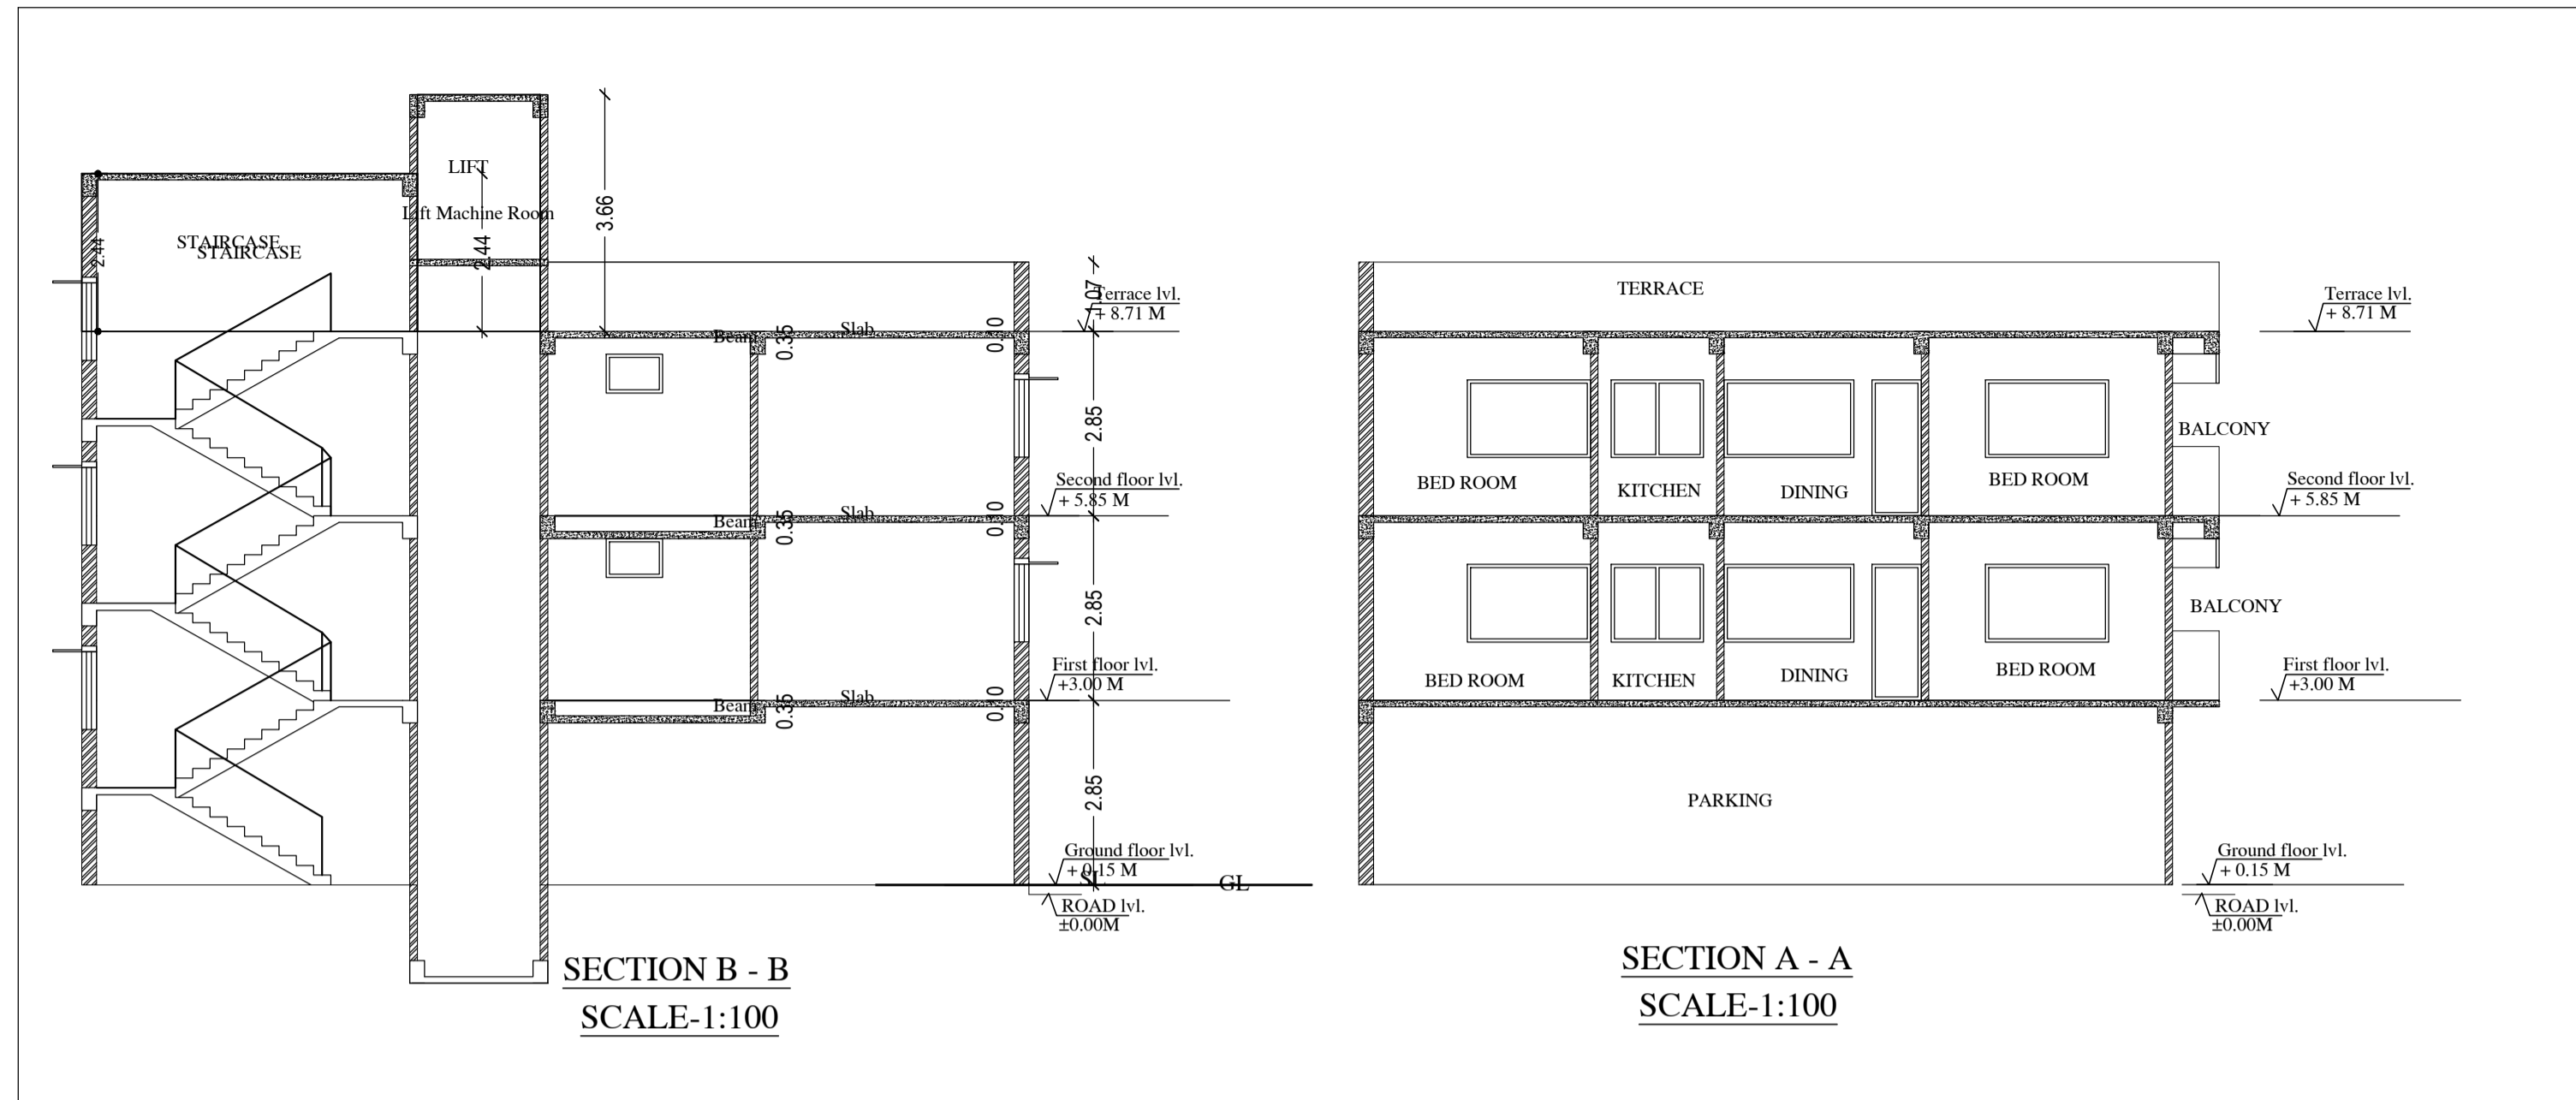 LIFT
Lift Machine Room
STAIRCASE
STAIRCASE
2.44
2.44
3.66
1.07
Terrace lvl.
+ 8.71 M
Beam
0.35
Slab
0.10
2.85
Second floor lvl.
+ 5.85 M
Beam
0.35
Slab
0.10
2.85
First floor lvl.
+3.00 M
Beam
0.35
Slab
0.10
2.85
Ground floor lvl.
+ 0.15 M
GL
ROAD lvl.
±0.00M
SECTION B - B
SCALE-1:100
TERRACE
Terrace lvl.
+ 8.71 M
BALCONY
BED ROOM
KITCHEN
DINING
BED ROOM
Second floor lvl.
+ 5.85 M
BALCONY
BED ROOM
KITCHEN
DINING
BED ROOM
First floor lvl.
+3.00 M
PARKING
Ground floor lvl.
+ 0.15 M
ROAD lvl.
±0.00M
SECTION A - A
SCALE-1:100